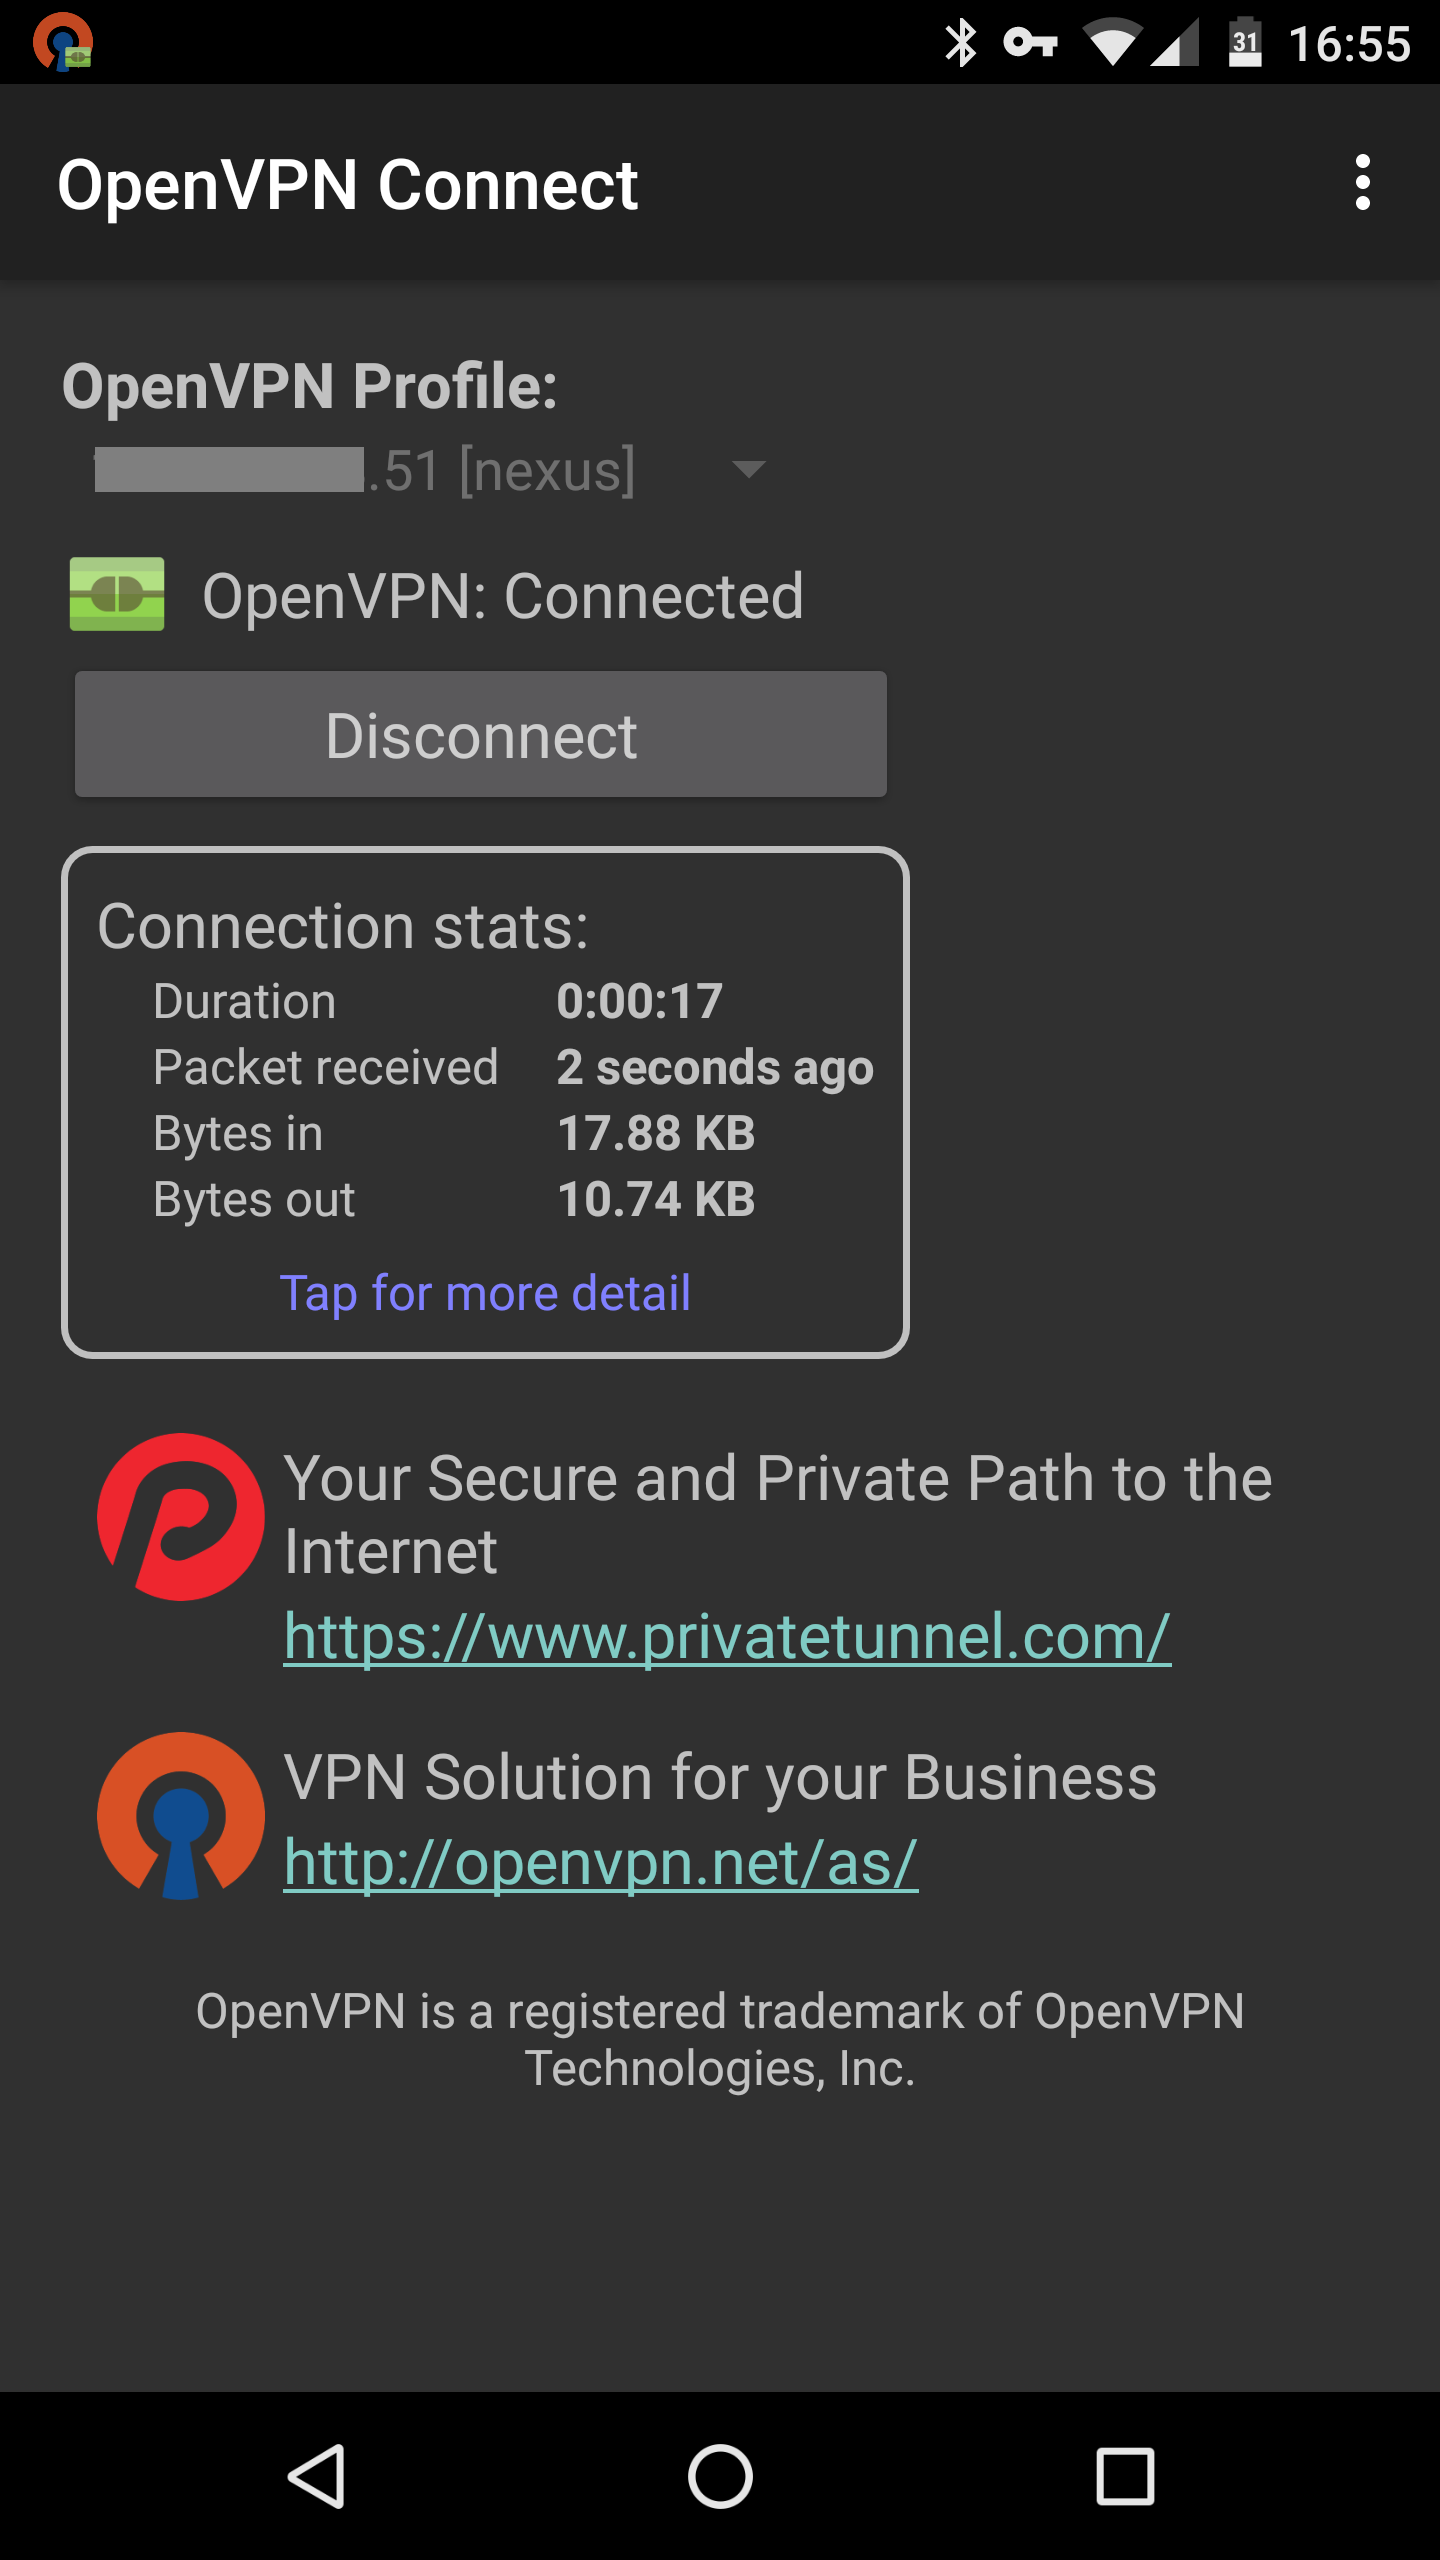 31 16:55
OpenVPN Connect
OpenVPN Profile:
.51 [nexus]
OpenVPN: Connected
Disconnect
Connection stats:
Duration 0:00:17
Packet received 2 seconds ago
Bytes in 17.88 KB
Bytes out 10.74 KB
Tap for more detail
Your Secure and Private Path to the
Internet
https://www.privatetunnel.com/
VPN Solution for your Business
http://openvpn.net/as/
OpenVPN is a registered trademark of OpenVPN
Technologies, Inc.